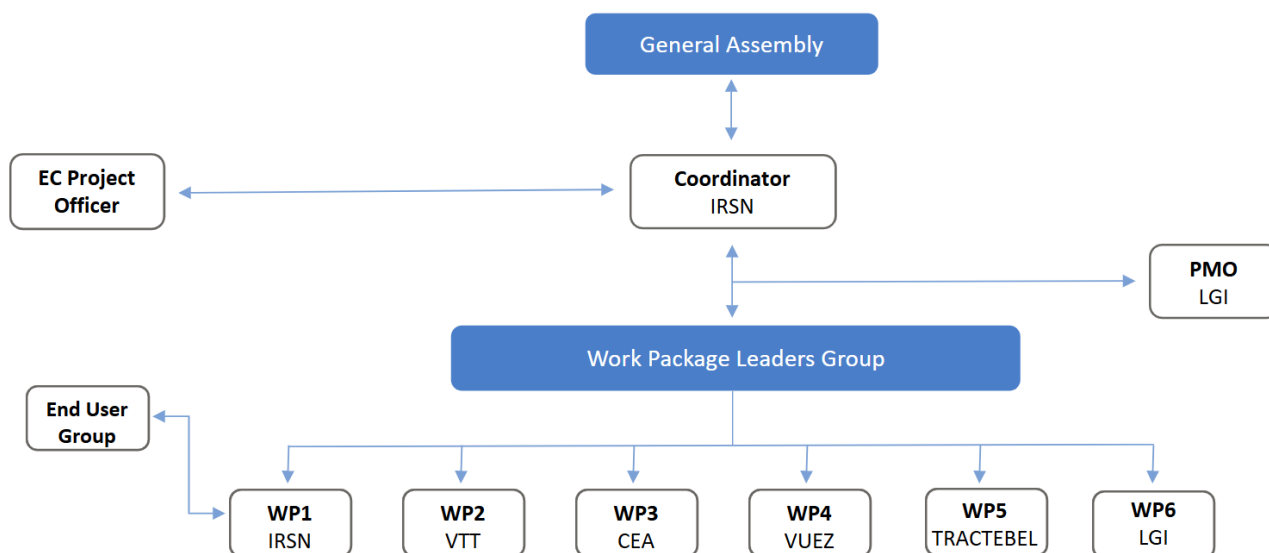 General Assembly
EC Project
Officer
Coordinator
IRSN
PMO
LGI
Work Package Leaders Group
End User
Group
WP1
IRSN
WP2
VTT
WP3
CEA
WP4
VUEZ
WP5
TRACTEBEL
WP6
LGI